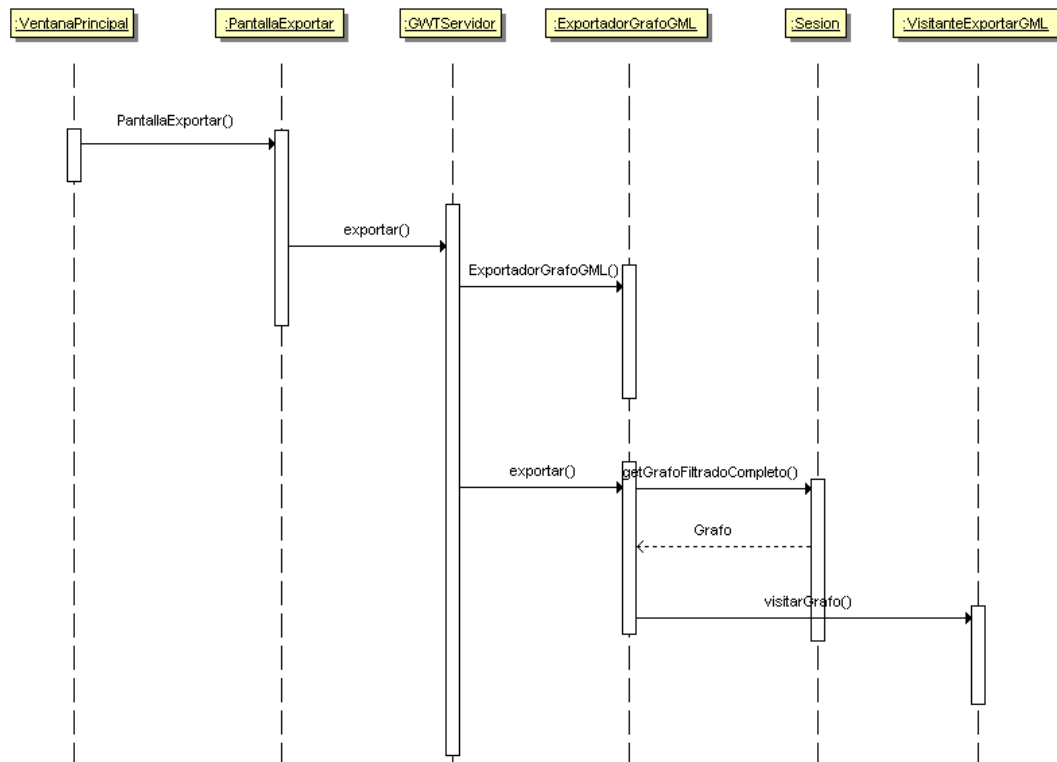 :VentanaPrincipal
:PantallaExportar
:GWTServidor
:ExportadorGrafoGML
:Sesion
:VisitanteExportarGML
PantallaExportar()
exportar()
ExportadorGrafoGML()
exportar()
getGrafoFiltradoCompleto()
Grafo
visitarGrafo()